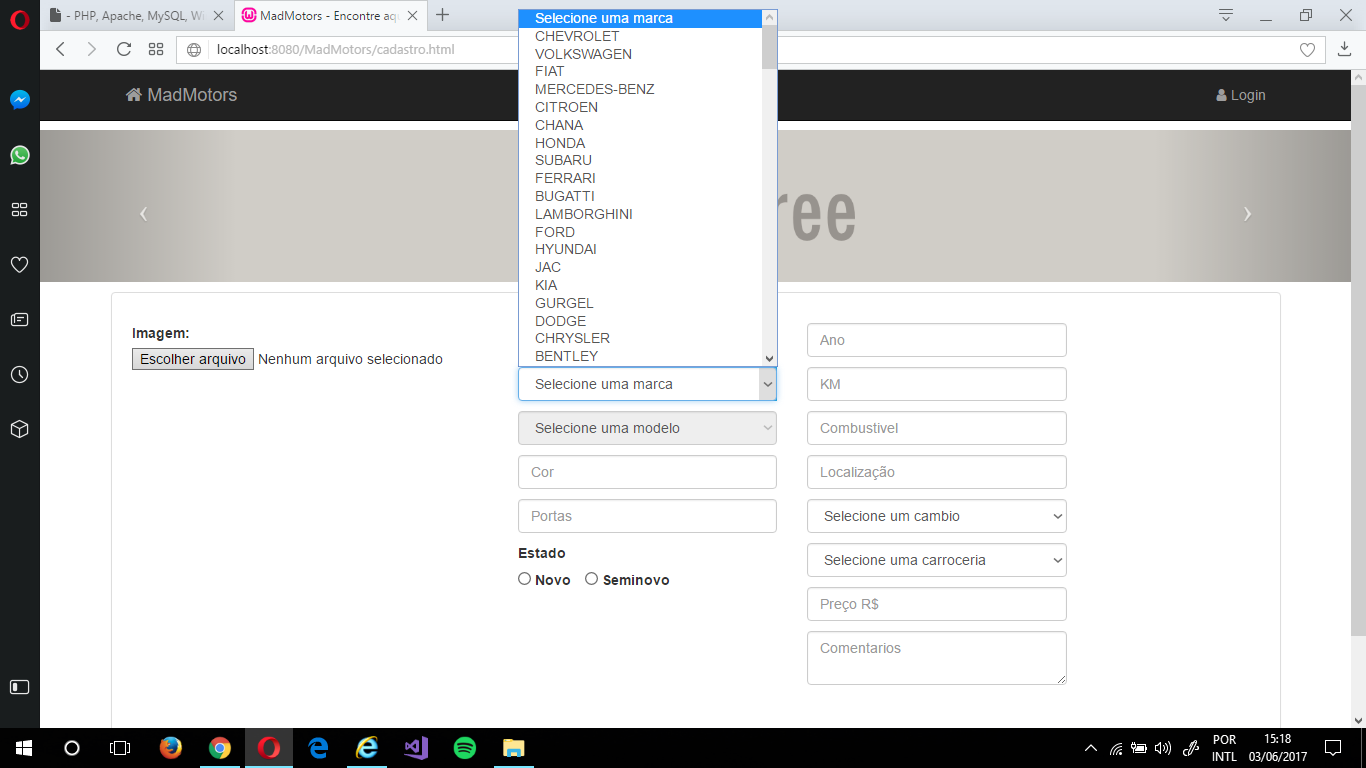 - PHP, Apache, MySQL, Wi
MadMotors - Encontre aqu
localhost:8080/MadMotors/cadastro.html
MadMotors
Login
ree
Selecione uma marca
CHEVROLET
VOLKSWAGEN
FIAT
MERCEDES-BENZ
CITROEN
CHANA
HONDA
SUBARU
FERRARI
BUGATTI
LAMBORGHINI
FORD
HYUNDAI
JAC
KIA
GURGEL
DODGE
CHRYSLER
BENTLEY
Imagem:
Escolher arquivo Nenhum arquivo selecionado
Selecione uma marca
Selecione uma modelo
Cor
Portas
Estado
Novo Seminovo
Ano
KM
Combustivel
Localização
Selecione um cambio
Selecione uma carroceria
Preço R$
Comentarios
POR
INTL
15:18
03/06/2017